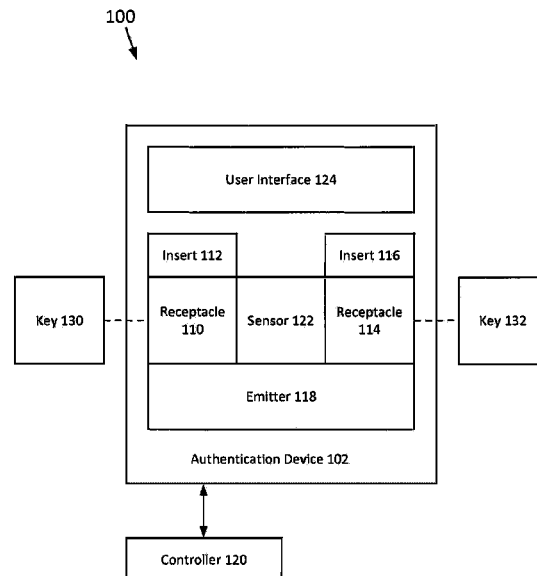 100
User Interface 124
Insert 112
Insert 116
Key 130
Receptacle
110
Sensor 122
Receptacle
114
Key 132
Emitter 118
Authentication Device 102
Controller 120